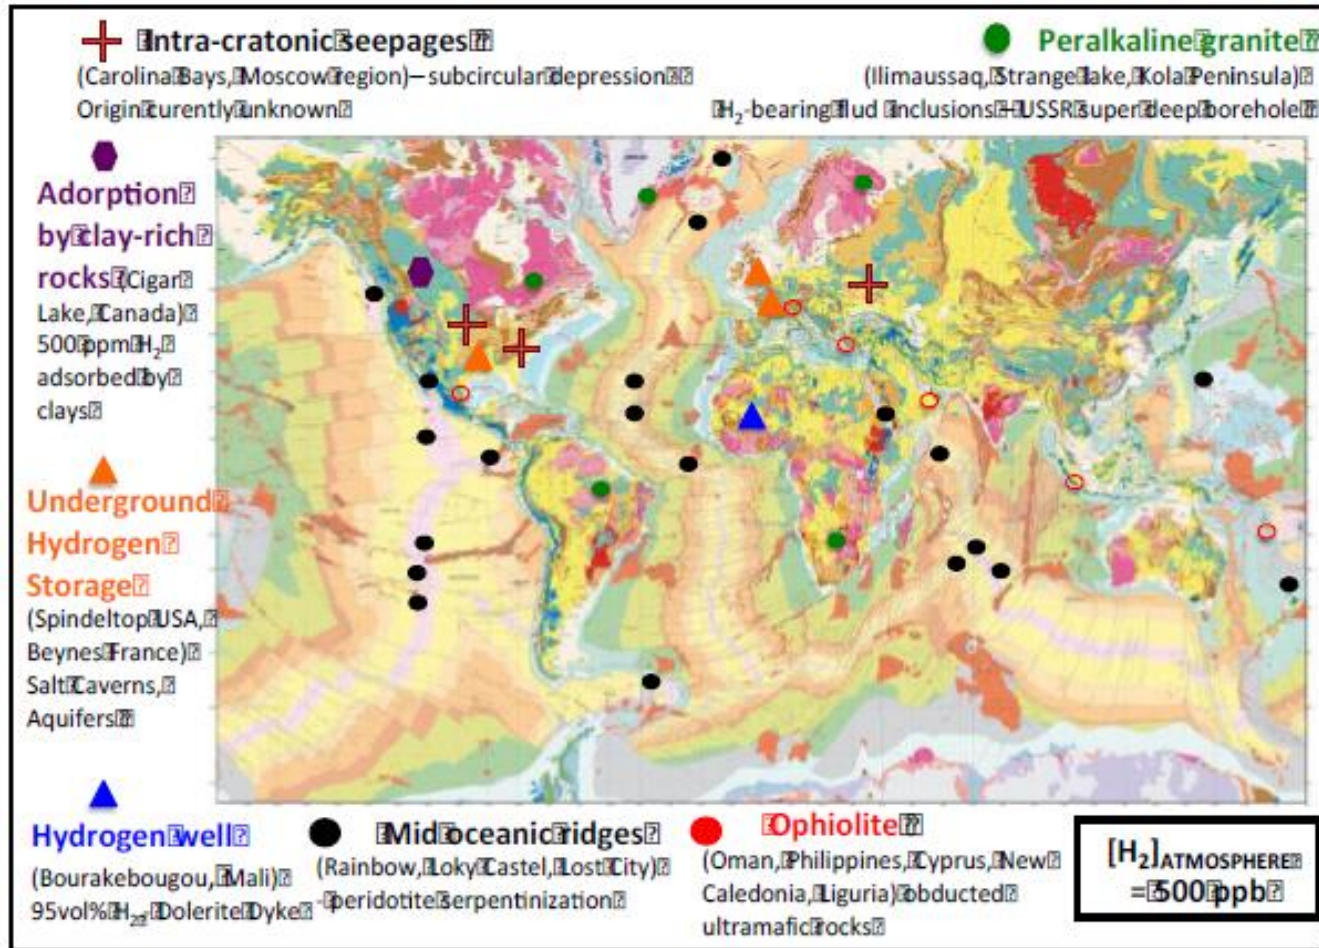 Intra-cratonic seepages
(Carolina Bays, Moscow region) – subcircular depression
Origin curently unknown
Peralkaline granite
(Ilimaussaq, Strange lake, Kola Peninsula)
H₂-bearing flud inclusions – USSR super deep borehole
Adorption
by clay-rich
rocks (Cigar
Lake, Canada)
500 ppm H₂
adsorbed by
clays
Underground
Hydrogen
Storage
(Spindeltop USA,
Beynes France)
Salt Caverns,
Aquifers
Hydrogen well
(Bourakebougou, Mali)
95vol% H₂ - Dolerite Dyke
Mid oceanic ridges
(Rainbow, Loky Castel, Lost City)
- peridotite serpentinization
Ophiolite
(Oman, Philippines, Cyprus, New
Caledonia, Liguria) obducted
ultramafic rocks
[H₂]ATMOSPHERE
= 500 ppb